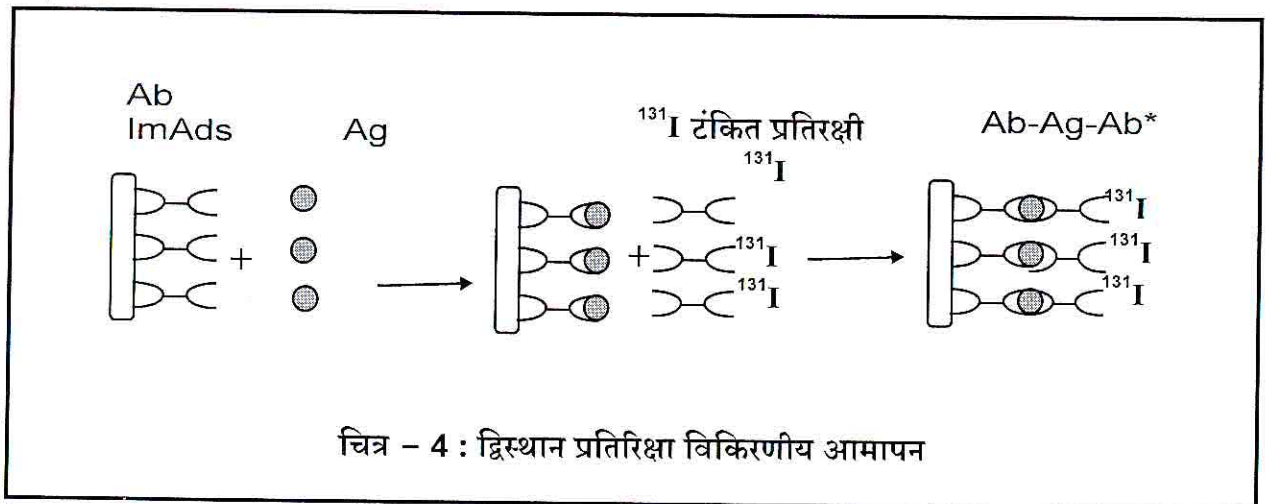 Ab
ImAds
Ag
¹³¹I टंकित प्रतिरक्षी
¹³¹I
Ab-Ag-Ab*
+
+
¹³¹I
¹³¹I
¹³¹I
¹³¹I
¹³¹I
चित्र – 4 : द्विस्थान प्रतिरिक्षा विकिरणीय आमापन